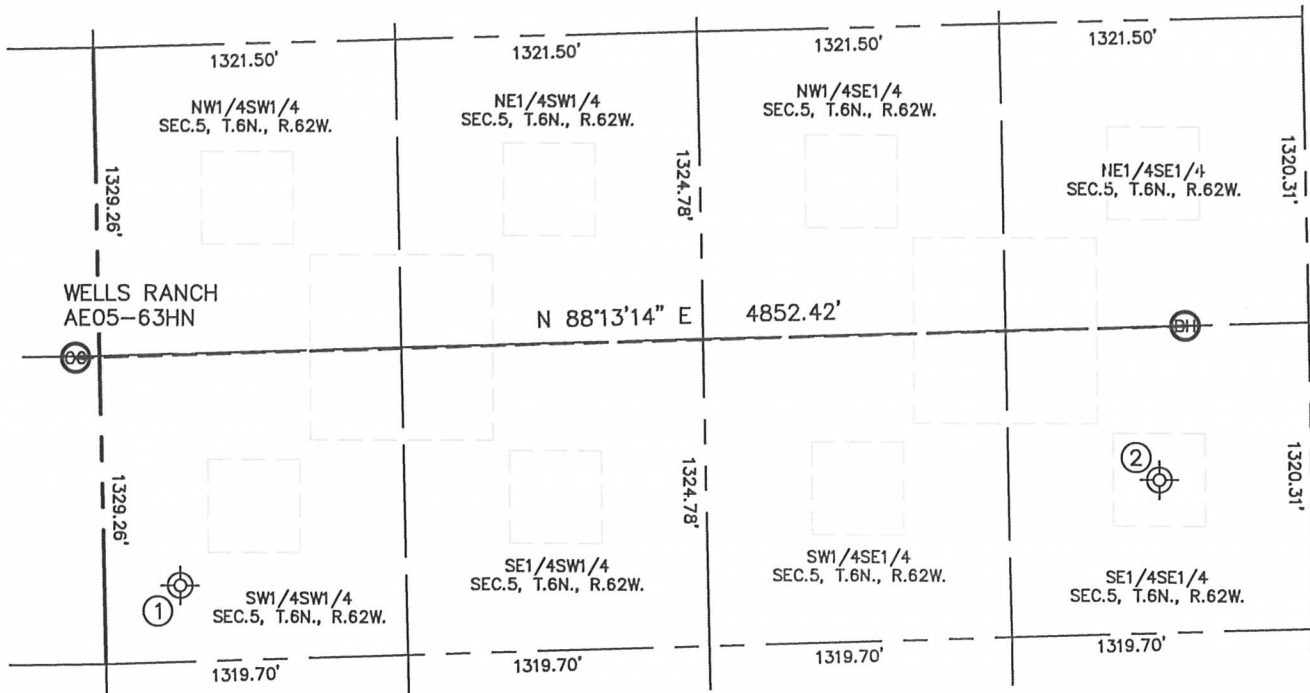 1321.50'
1321.50'
1321.50'
1321.50'
NW1/4SW1/4
SEC.5, T.6N., R.62W.
NE1/4SW1/4
SEC.5, T.6N., R.62W.
NW1/4SE1/4
SEC.5, T.6N., R.62W.
NE1/4SE1/4
SEC.5, T.6N., R.62W.
1329.26'
1324.78'
1320.31'
WELLS RANCH
AE05-63HN
N 88°13'14" E 4852.42'
BH
1329.26'
1324.78'
1320.31'
2
1
SW1/4SW1/4
SEC.5, T.6N., R.62W.
SE1/4SW1/4
SEC.5, T.6N., R.62W.
SW1/4SE1/4
SEC.5, T.6N., R.62W.
SE1/4SE1/4
SEC.5, T.6N., R.62W.
1319.70'
1319.70'
1319.70'
1319.70'